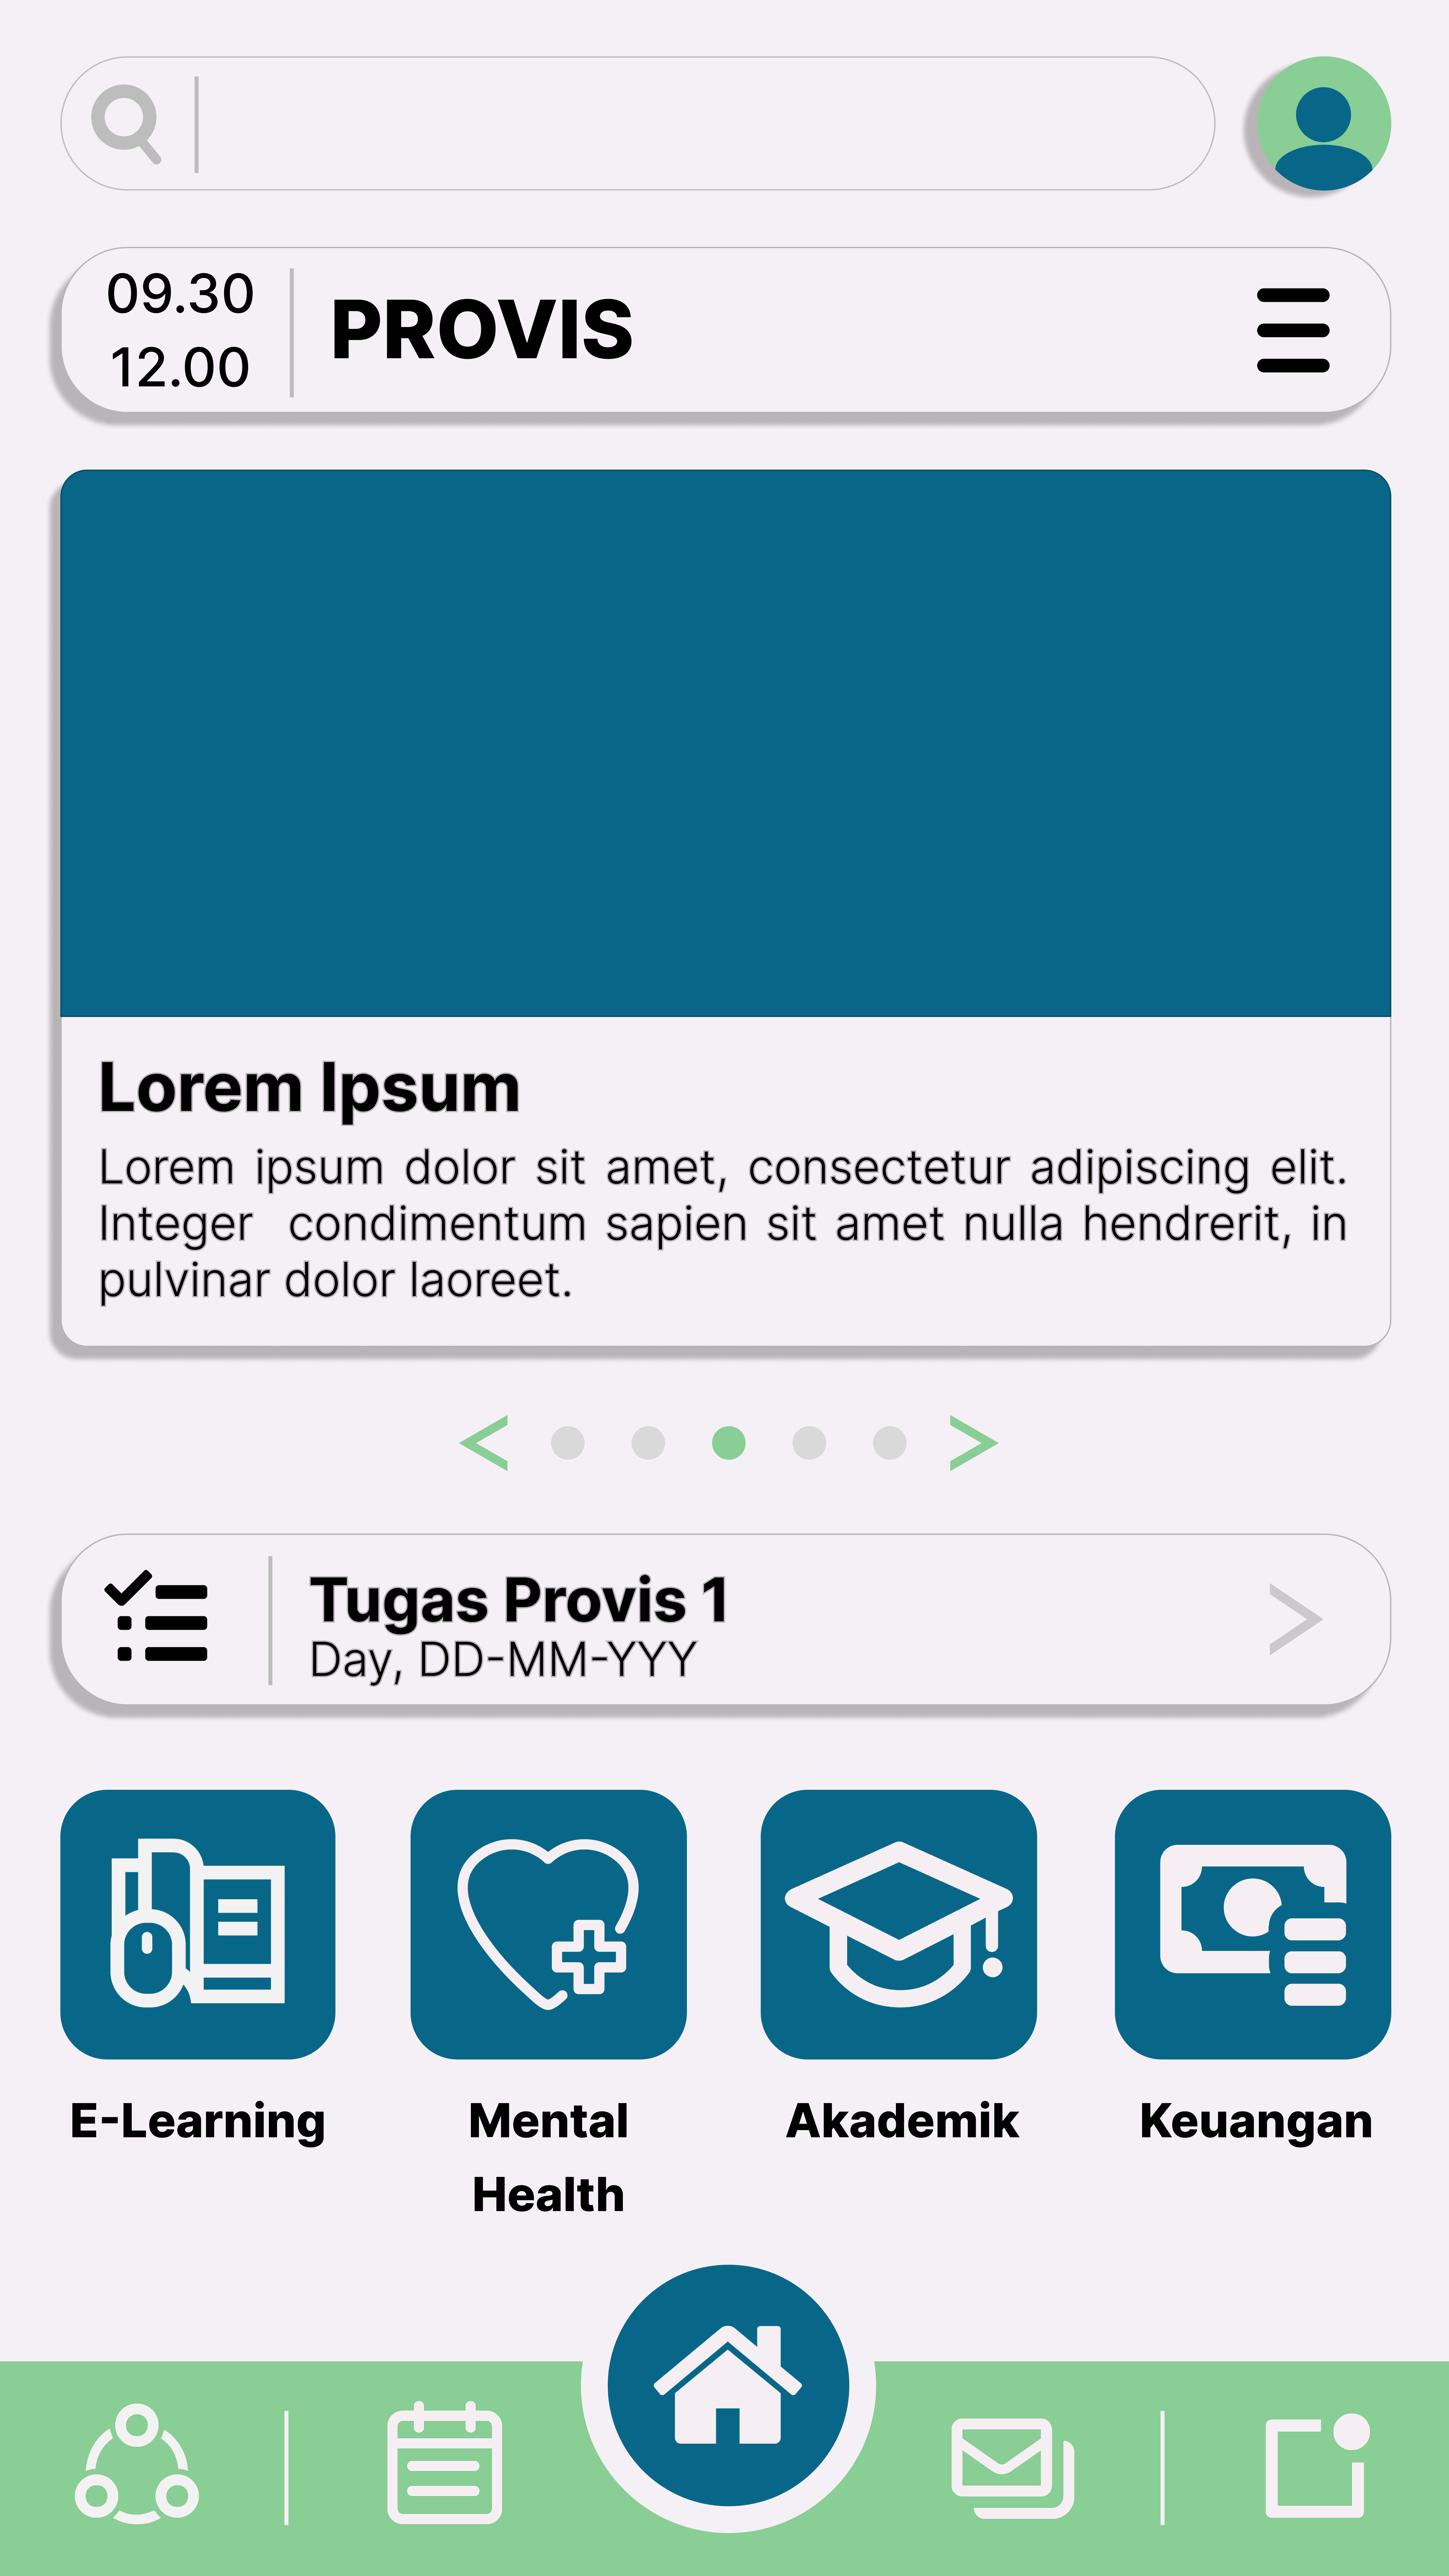 09.30
12.00
PROVIS
Lorem Ipsum
Lorem ipsum dolor sit amet, consectetur adipiscing elit.
Integer  condimentum sapien sit amet nulla hendrerit, in
pulvinar dolor laoreet.
Tugas Provis 1
Day, DD-MM-YYY
E-Learning
Mental
Health
Akademik
Keuangan